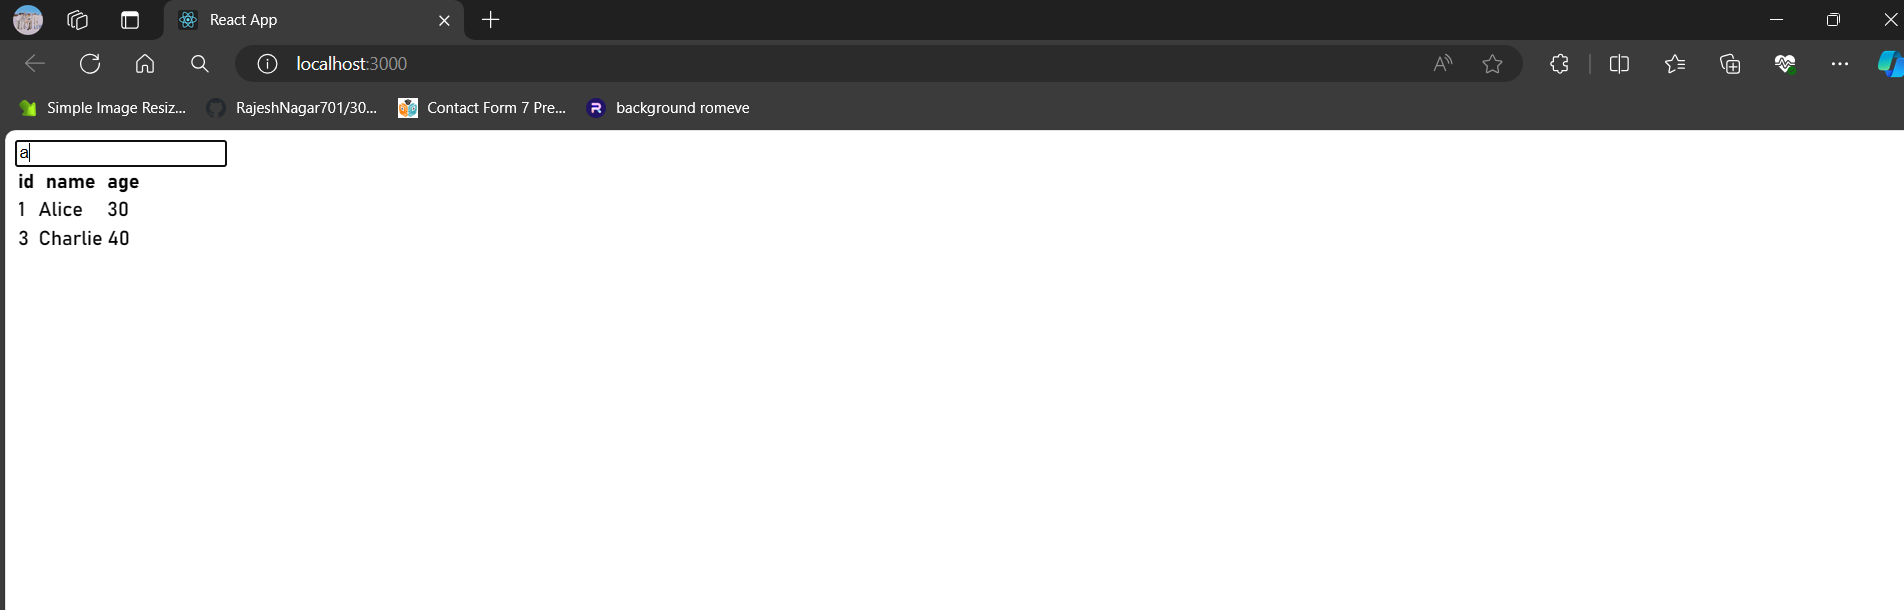 React App
localhost:3000
Simple Image Resiz... RajeshNagar701/30... Contact Form 7 Pre... background romeve
a
id name age
1 Alice 30
3 Charlie 40